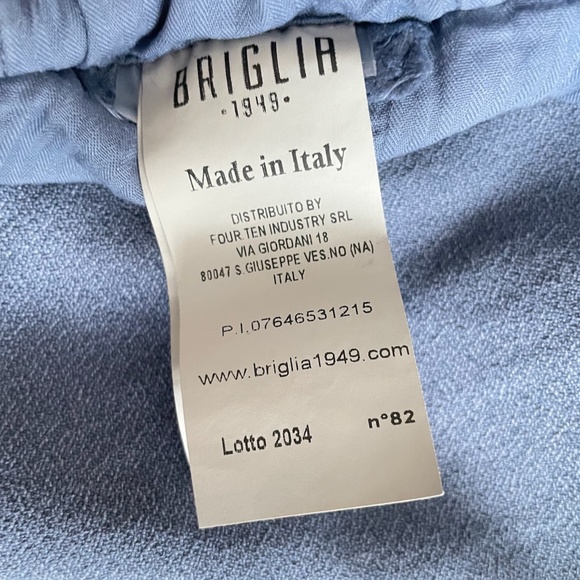 BRIGLIA
•1949•
Made in Italy
DISTRIBUITO BY
FOUR TEN INDUSTRY SRL
VIA GIORDANI 18
80047 S.GIUSEPPE VES.NO (NA)
ITALY
P.I.07646531215
www.briglia1949.com
Lotto 2034 n°82